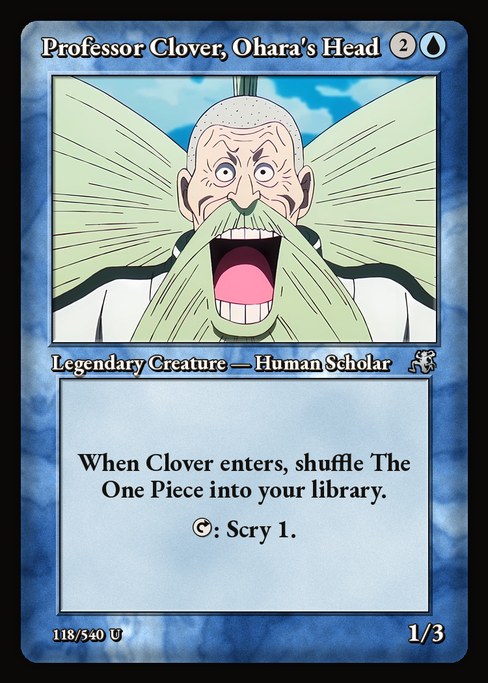 Professor Clover, Ohara's Head 2
Legendary Creature — Human Scholar
When Clover enters, shuffle The
One Piece into your library.
: Scry 1.
118/540 U
1/3